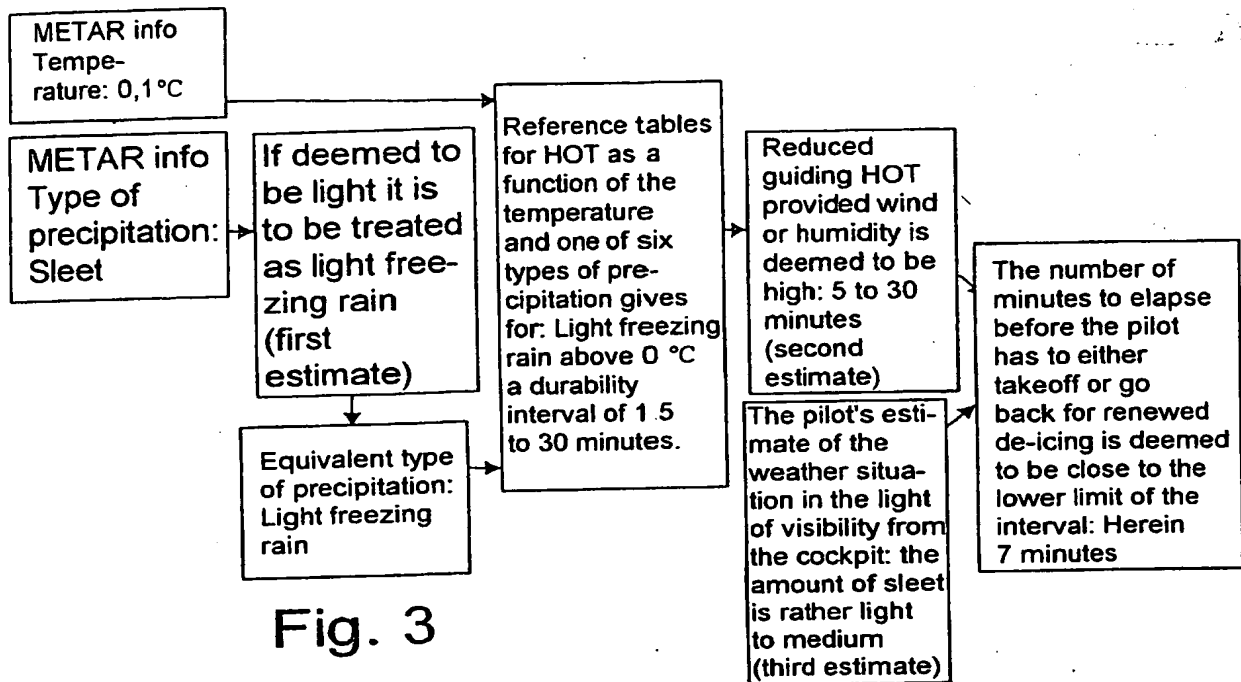 METAR info
Tempe-
rature: 0,1°C
METAR info
Type of
precipitation:
Sleet
If deemed to
be light it is
to be treated
as light free-
zing rain
(first
estimate)
Equivalent type
of precipitation:
Light freezing
rain
Reference tables
for HOT as a
function of the
temperature
and one of six
types of pre-
cipitation gives
for: Light freezing
rain above 0 °C
a durability
interval of 1 5
to 30 minutes.
Reduced
guiding HOT
provided wind
or humidity is
deemed to be
high: 5 to 30
minutes
(second
estimate)
The pilot's esti-
mate of the
weather situa-
tion in the light
of visibility from
the cockpit: the
amount of sleet
is rather light
to medium
(third estimate)
The number of
minutes to elapse
before the pilot
has to either
takeoff or go
back for renewed
de-icing is deemed
to be close to the
lower limit of the
interval: Herein
7 minutes
Fig. 3